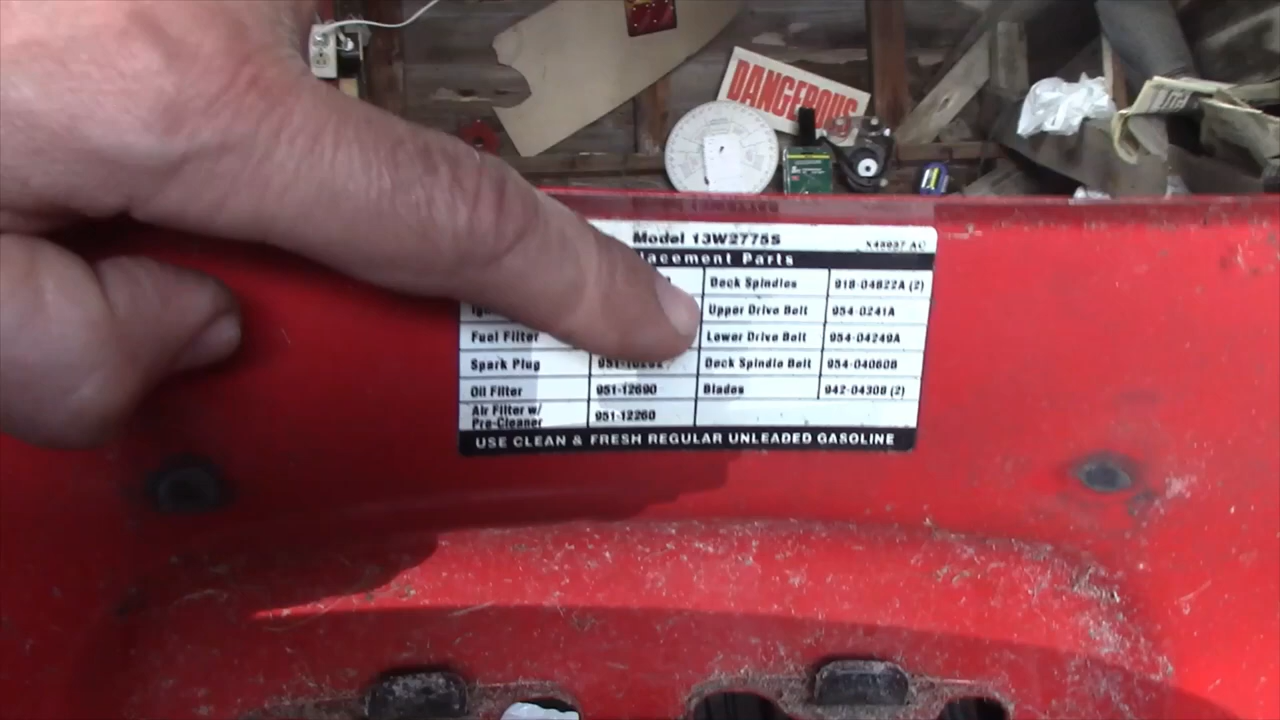 DANGEROUS
Model 13W2775S
Parts
Deck Spindles 918-04822A (2)
Upper Drive Belt 954-0241A
Fuel Filter Lower Drive Belt 954-04249A
Spark Plug Deck Spindle Belt 954-04060B
Oil Filter 951-12690 Blades 942-04308 (2)
Air Filter w/
Pre-Cleaner 951-12260
USE CLEAN & FRESH REGULAR UNLEADED GASOLINE